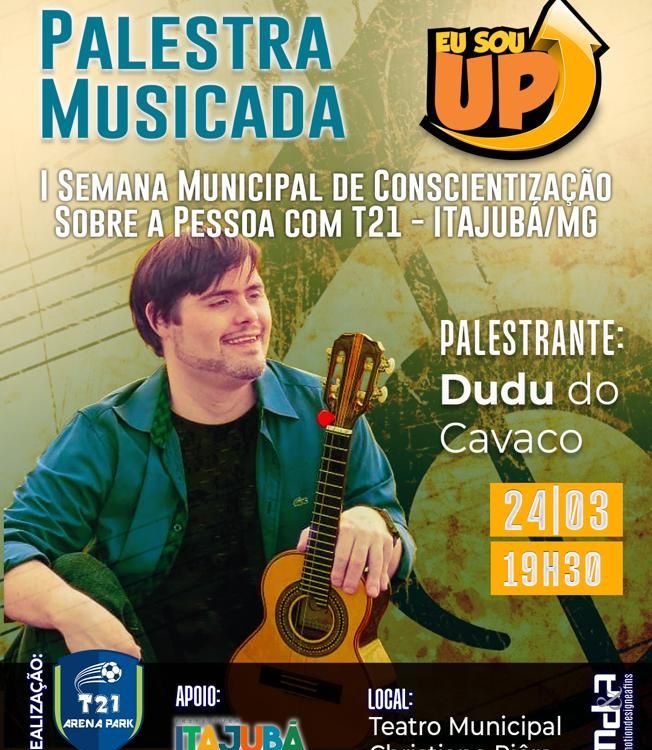 PALESTRA
MUSICADA
EU SOU
UP
I SEMANA MUNICIPAL DE CONSCIENTIZAÇÃO
SOBRE A PESSOA COM T21 - ITAJUBÁ/MG
PALESTRANTE:
Dudu do
Cavaco
24|03
19H30
T21
ARENA PARK
APOIO:
ITAJUBÁ
LOCAL:
Teatro Municipal